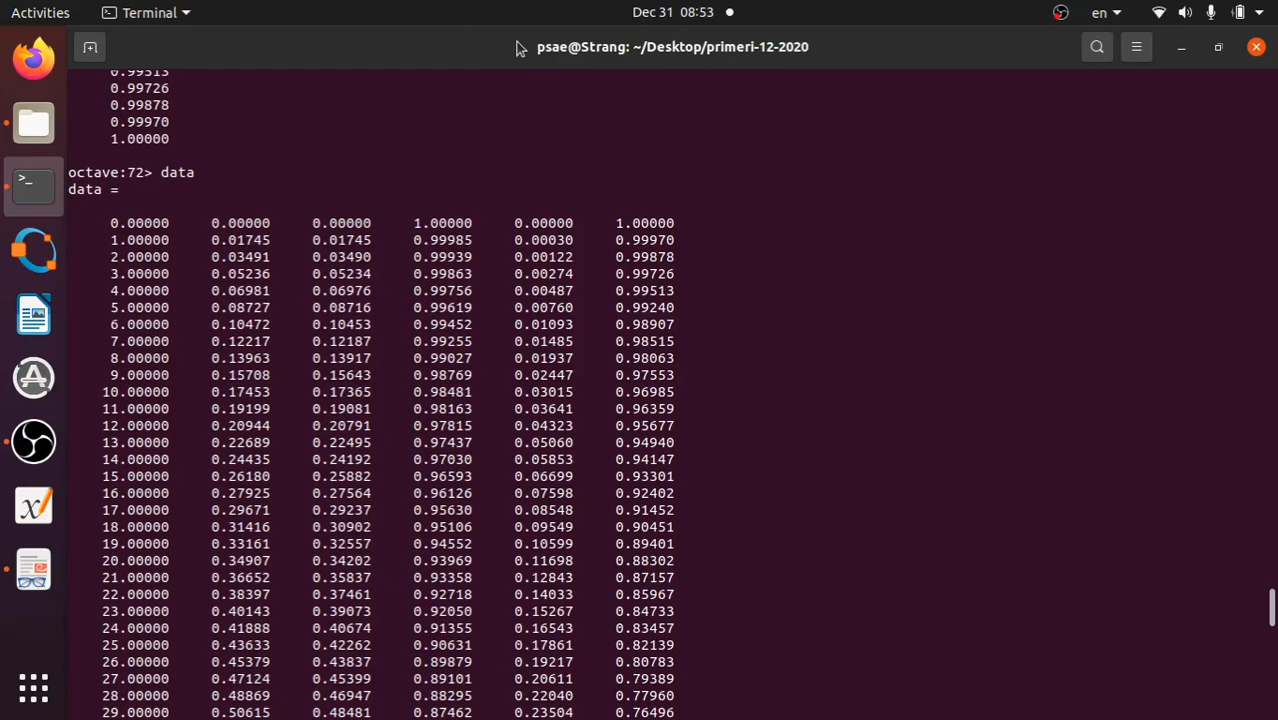 Activities Terminal Dec 31 08:53 en
psae@Strang: ~/Desktop/primeri-12-2020
0.99513
0.99726
0.99878
0.99970
1.00000
octave:72> data
data =
0.00000 0.00000 0.00000 1.00000 0.00000 1.00000
1.00000 0.01745 0.01745 0.99985 0.00030 0.99970
2.00000 0.03491 0.03490 0.99939 0.00122 0.99878
3.00000 0.05236 0.05234 0.99863 0.00274 0.99726
4.00000 0.06981 0.06976 0.99756 0.00487 0.99513
5.00000 0.08727 0.08716 0.99619 0.00760 0.99240
6.00000 0.10472 0.10453 0.99452 0.01093 0.98907
7.00000 0.12217 0.12187 0.99255 0.01485 0.98515
8.00000 0.13963 0.13917 0.99027 0.01937 0.98063
9.00000 0.15708 0.15643 0.98769 0.02447 0.97553
10.00000 0.17453 0.17365 0.98481 0.03015 0.96985
11.00000 0.19199 0.19081 0.98163 0.03641 0.96359
12.00000 0.20944 0.20791 0.97815 0.04323 0.95677
13.00000 0.22689 0.22495 0.97437 0.05060 0.94940
14.00000 0.24435 0.24192 0.97030 0.05853 0.94147
15.00000 0.26180 0.25882 0.96593 0.06699 0.93301
16.00000 0.27925 0.27564 0.96126 0.07598 0.92402
17.00000 0.29671 0.29237 0.95630 0.08548 0.91452
18.00000 0.31416 0.30902 0.95106 0.09549 0.90451
19.00000 0.33161 0.32557 0.94552 0.10599 0.89401
20.00000 0.34907 0.34202 0.93969 0.11698 0.88302
21.00000 0.36652 0.35837 0.93358 0.12843 0.87157
22.00000 0.38397 0.37461 0.92718 0.14033 0.85967
23.00000 0.40143 0.39073 0.92050 0.15267 0.84733
24.00000 0.41888 0.40674 0.91355 0.16543 0.83457
25.00000 0.43633 0.42262 0.90631 0.17861 0.82139
26.00000 0.45379 0.43837 0.89879 0.19217 0.80783
27.00000 0.47124 0.45399 0.89101 0.20611 0.79389
28.00000 0.48869 0.46947 0.88295 0.22040 0.77960
29.00000 0.50615 0.48481 0.87462 0.23504 0.76496